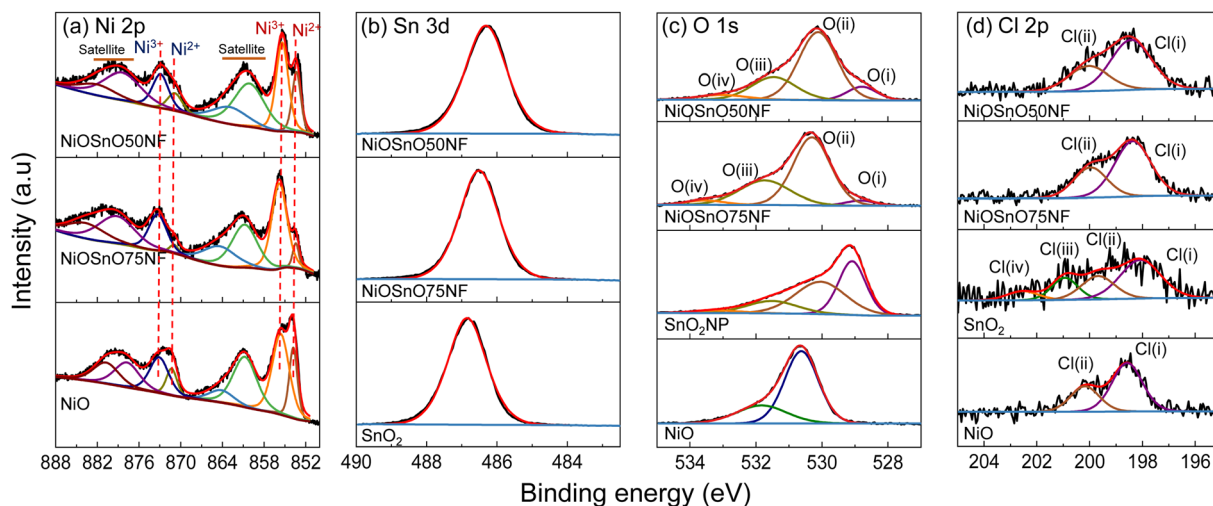 Intensity (a.u)
(a) Ni 2p
Satellite
Ni³⁺
Ni²⁺
Satellite
Ni³⁺
Ni²⁺
NiOSnO50NF
NiOSnO75NF
NiO
888 882 876 870 864 858 852
(b) Sn 3d
NiOSnO50NF
NiOSnO75NF
SnO₂
490 488 486 484
(c) O 1s
O(iv)
O(iii)
O(ii)
O(i)
NiOSnO50NF
O(iv)
O(iii)
O(ii)
O(i)
NiOSnO75NF
SnO₂NP
NiO
534 532 530 528
(d) Cl 2p
Cl(ii)
Cl(i)
NiOSnO50NF
Cl(ii)
Cl(i)
NiOSnO75NF
Cl(iv)
Cl(iii)
Cl(ii)
Cl(i)
SnO₂
Cl(ii)
Cl(i)
NiO
204 202 200 198 196
Binding energy (eV)